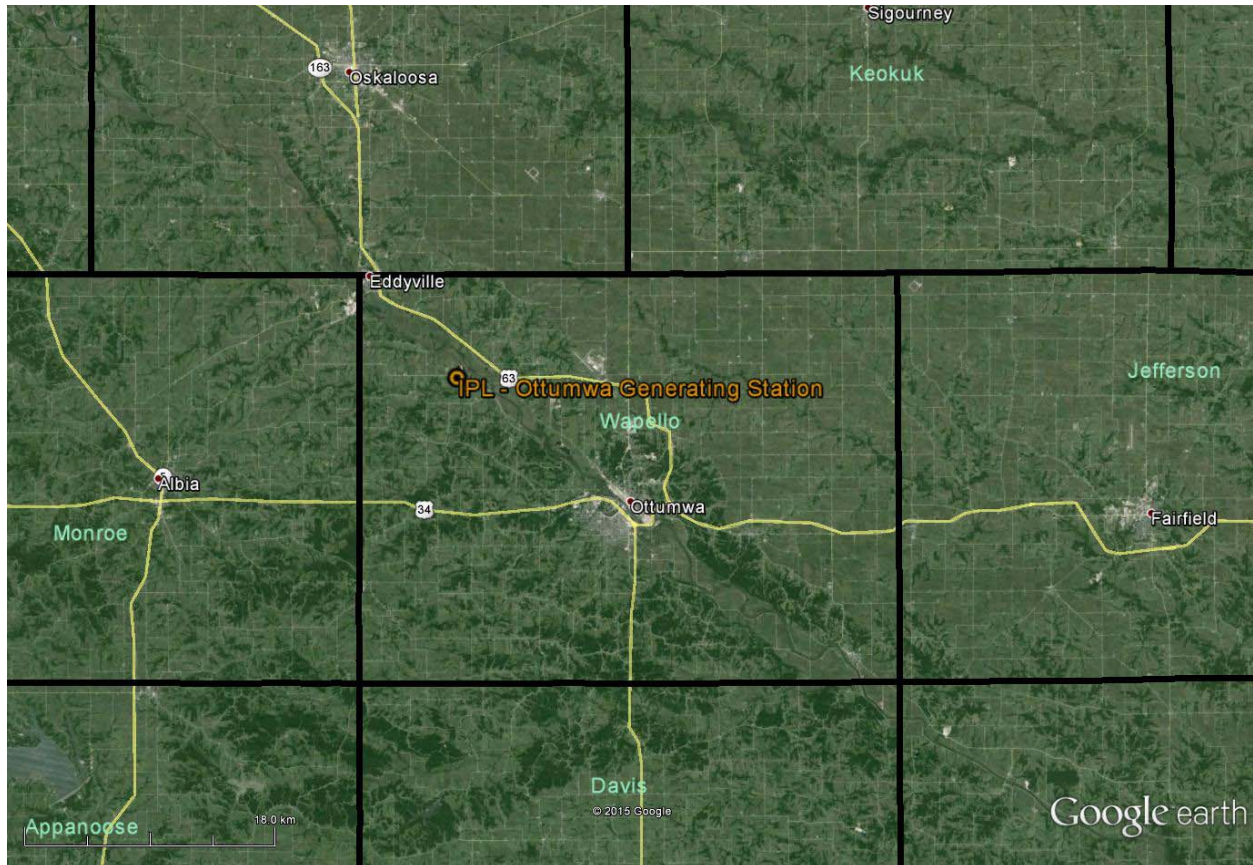 Sigourney
163
Oskaloosa
Keokuk
Eddyville
63
IPL - Ottumwa Generating Station
Jefferson
Wapello
Albia
Ottumwa
34
Fairfield
Monroe
Davis
© 2015 Google
Google earth
18.0 km
Appanoose